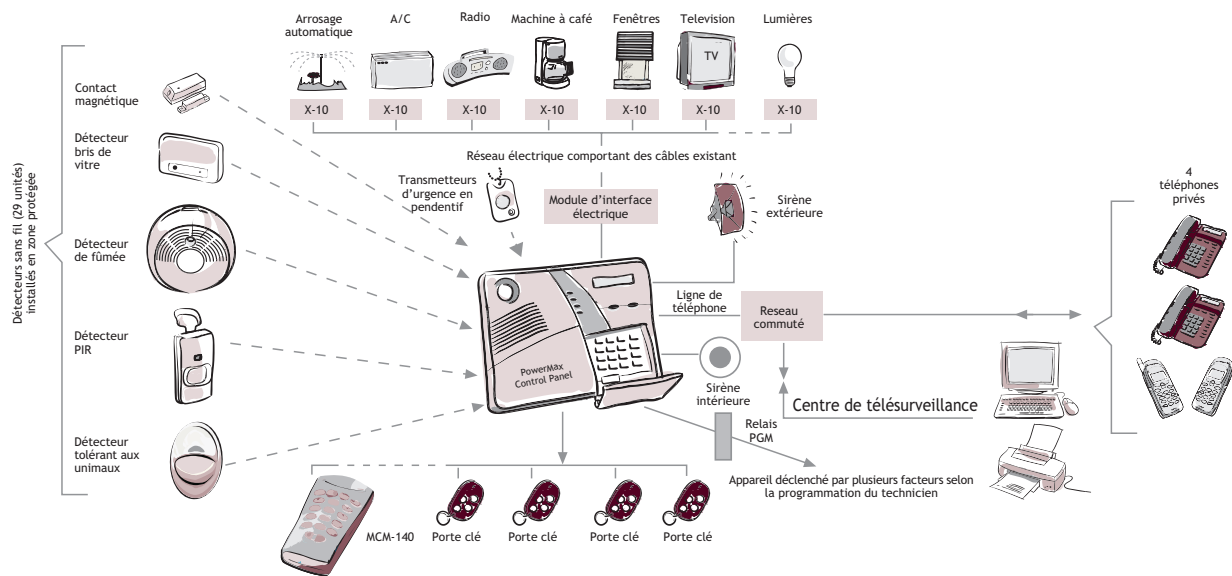 Arrosage
automatique
A/C
Radio
Machine à café
Fenêtres
Television
Lumières
TV
X-10
X-10
X-10
X-10
X-10
X-10
X-10
Réseau électrique comportant des câbles existant
Détecteurs sans fil (29 unités)
installés en zone protégée
Contact
magnétique
Détecteur
bris de
vitre
Détecteur
de fûmée
Détecteur
PIR
Détecteur
tolérant aux
unimaux
Transmetteurs
d'urgence en
pendentif
Module d'interface
électrique
Sirène
extérieure
4
téléphones
privés
Ligne de
téléphone
Reseau
commuté
PowerMax
Control Panel
Sirène
intérieure
Centre de télésurveillance
Relais
PGM
Appareil déclenché par plusieurs facteurs selon
la programmation du technicien
MCM-140
Porte clé
Porte clé
Porte clé
Porte clé